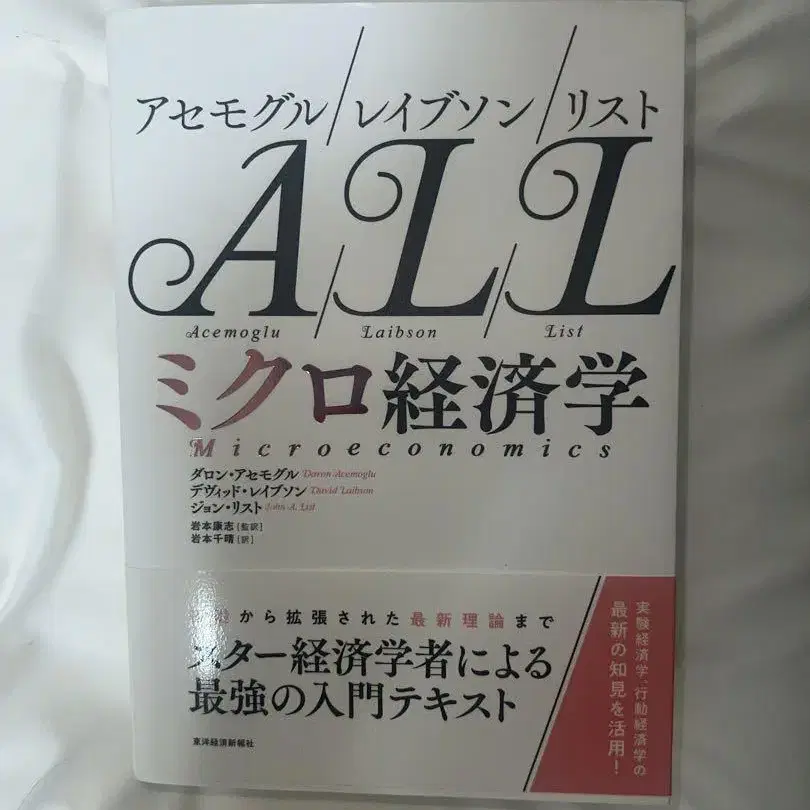 アセモグル/レイブソン/リスト
ALL
Acemoglu / Laibson / List
ミクロ経済学
Microeconomics
ダロン・アセモグル Daron Acemoglu
デヴィッド・レイブソン David Laibson
ジョン・リスト John A. List
岩本康志［監訳］
岩本千晴［訳］
から拡張された最新理論まで
スター経済学者による
最強の入門テキスト
東洋経済新報社
実験経済学、行動経済学の
最新の知見を活用！